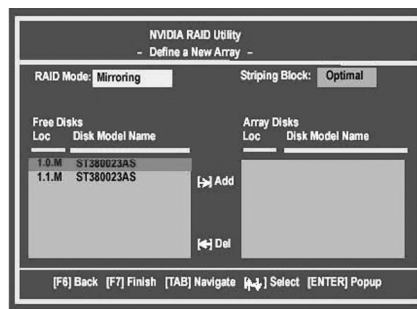 NVIDIA RAID Utility
- Define a New Array -
RAID Mode: Mirroring Striping Block: Optimal
Free Disks Array Disks
Loc Disk Model Name Loc Disk Model Name
1.0.M ST380023AS
1.1.M ST380023AS
[→] Add
[←] Del
[F6] Back [F7] Finish [TAB] Navigate [↑↓] Select [ENTER] Popup